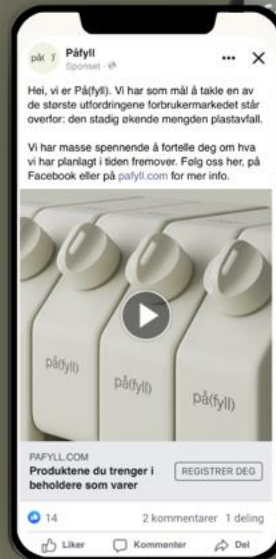 på( )
Påfyll
Sponset ·
Hei, vi er På(fyll). Vi har som mål å takle en av
de største utfordringene forbrukermarkedet står
overfor: den stadig økende mengden plastavfall.
Vi har masse spennende å fortelle deg om hva
vi har planlagt i tiden fremover. Følg oss her, på
Facebook eller på pafyll.com for mer info.
på(fyll)
på(fyll)
på(fyll)
PAFYLL.COM
Produktene du trenger i
beholdere som varer
REGISTRER DEG
14
2 kommentarer 1 deling
Liker
Kommenter
Del